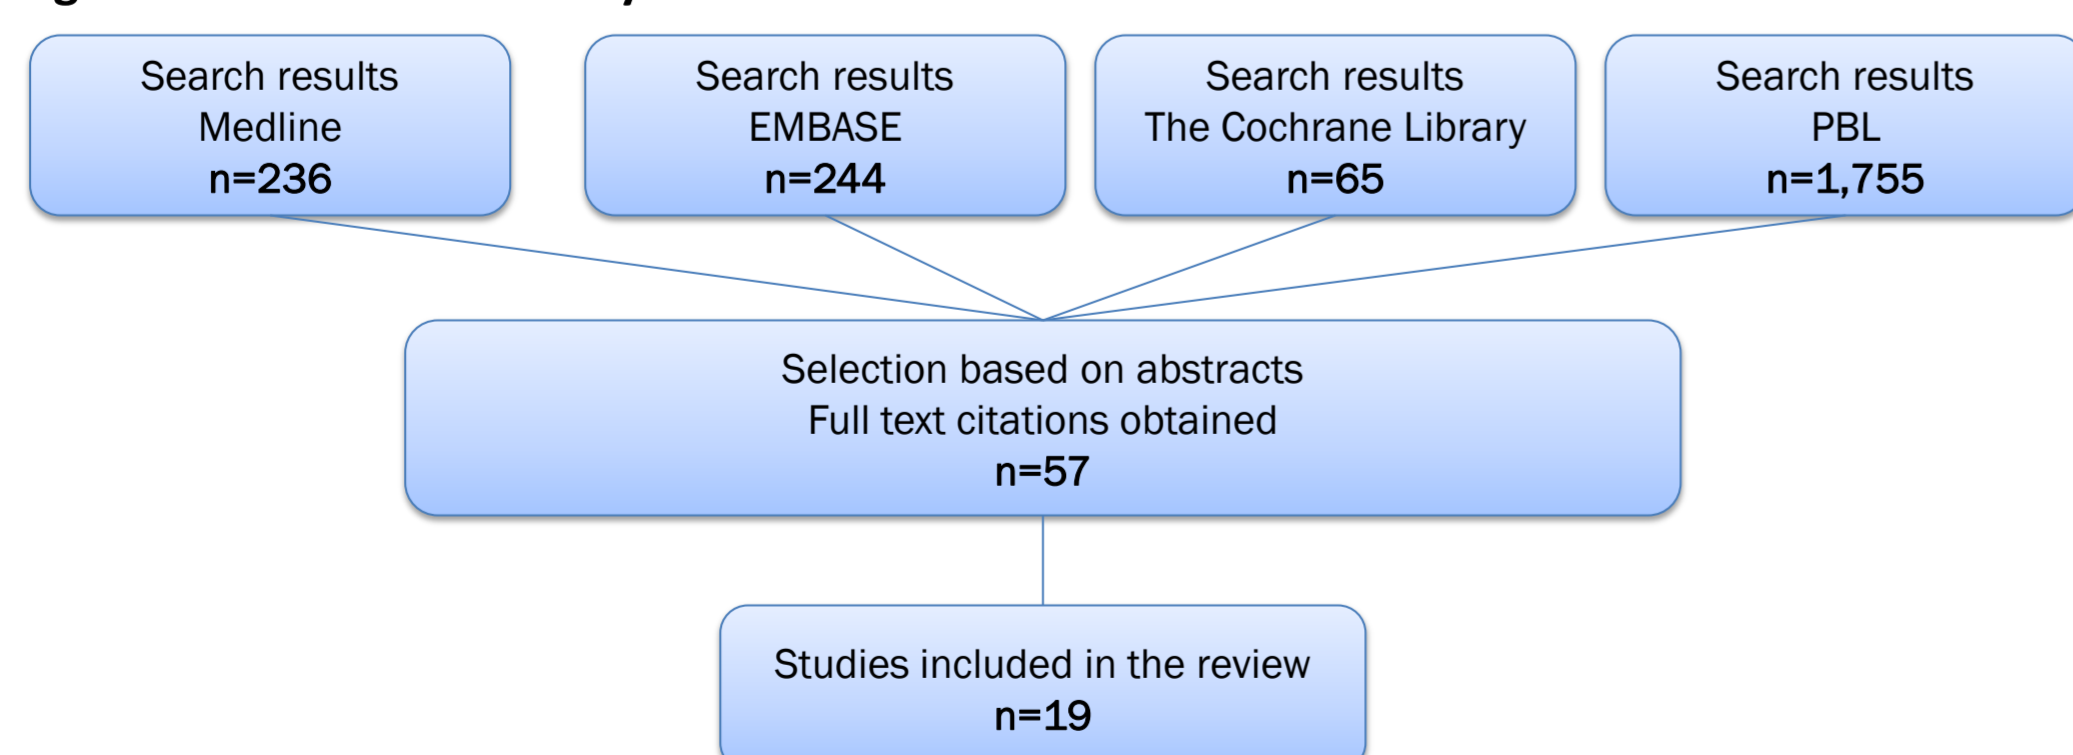 Search results
Medline
n=236
Search results
EMBASE
n=244
Search results
The Cochrane Library
n=65
Search results
PBL
n=1,755
Selection based on abstracts
Full text citations obtained
n=57
Studies included in the review
n=19